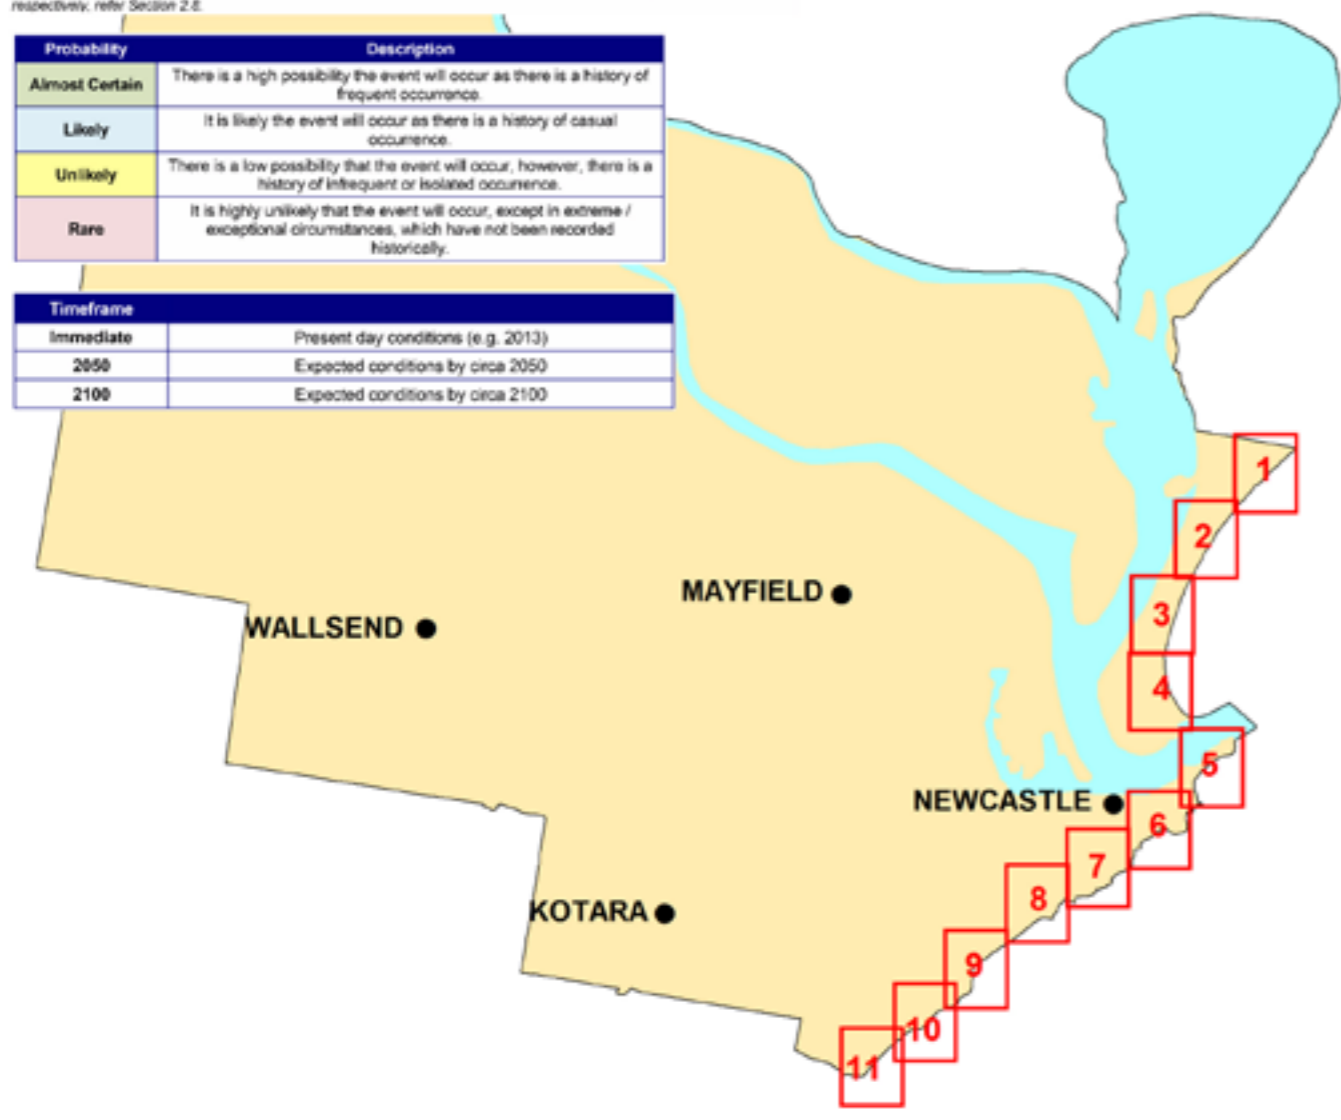 respectively, refer Section 2.6.
Probability Description
Almost Certain There is a high possibility the event will occur as there is a history of
frequent occurrence.
Likely It is likely the event will occur as there is a history of casual
occurrence.
Unlikely There is a low possibility that the event will occur, however, there is a
history of infrequent or isolated occurrence.
Rare It is highly unlikely that the event will occur, except in extreme /
exceptional circumstances, which have not been recorded
historically.
Timeframe
Immediate Present day conditions (e.g. 2013)
2050 Expected conditions by circa 2050
2100 Expected conditions by circa 2100
1
2
MAYFIELD
3
WALLSEND
4
5
NEWCASTLE
6
7
8
KOTARA
9
10
11